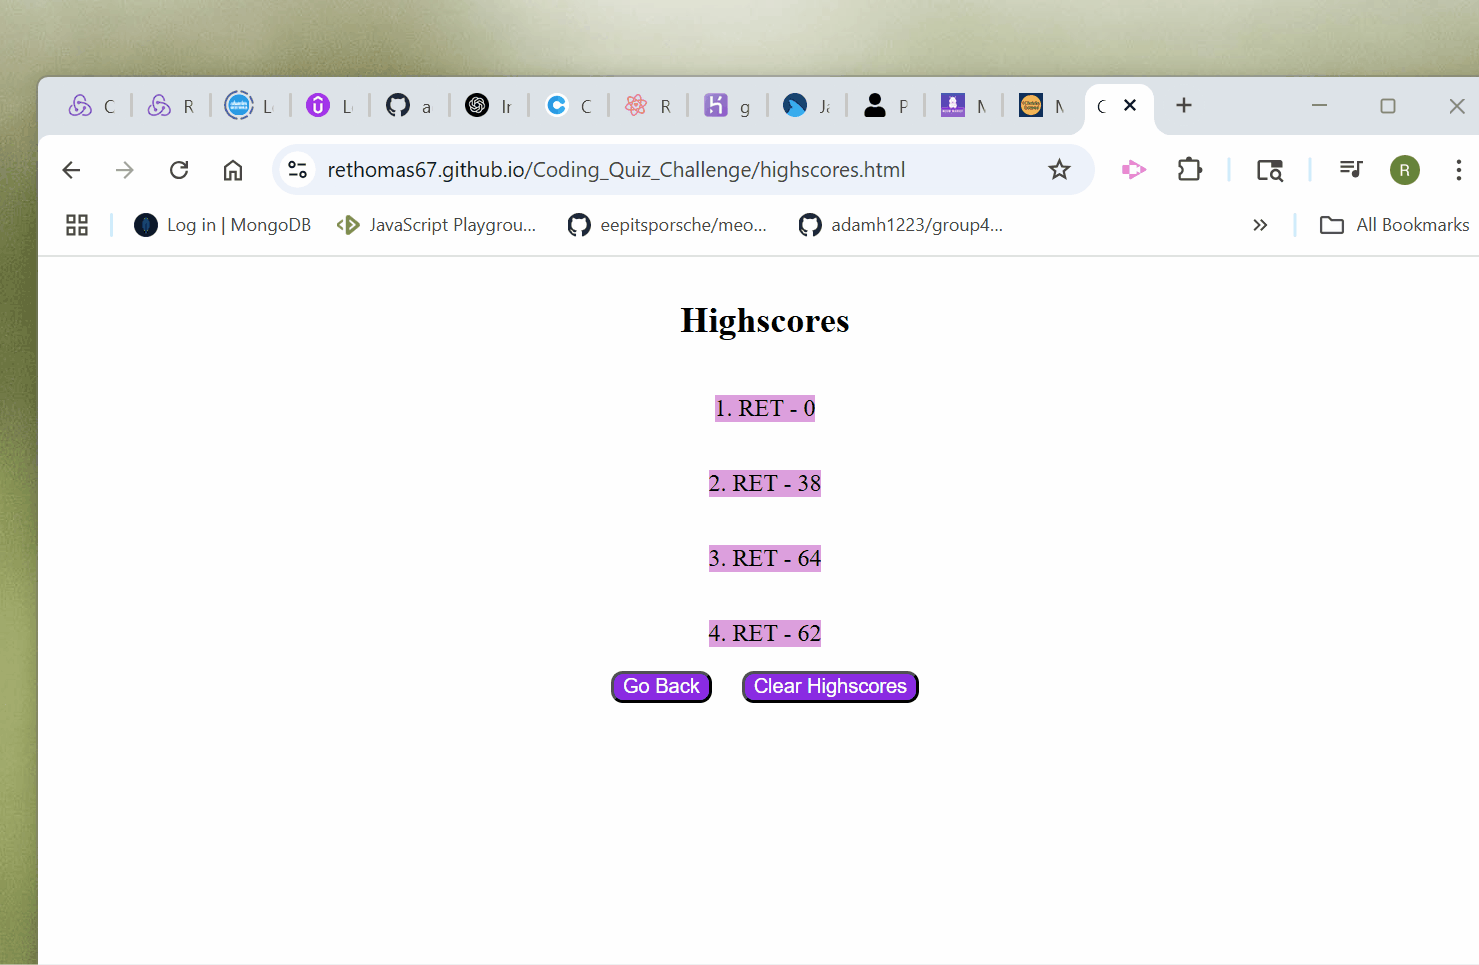 C R L L a In C R g Ja P M M C
rethomas67.github.io/Coding_Quiz_Challenge/highscores.html R
Log in | MongoDB JavaScript Playgrou... eepitsporsche/meo... adamh1223/group4... » All Bookmarks
Highscores
1. RET - 0
2. RET - 38
3. RET - 64
4. RET - 62
Go Back Clear Highscores